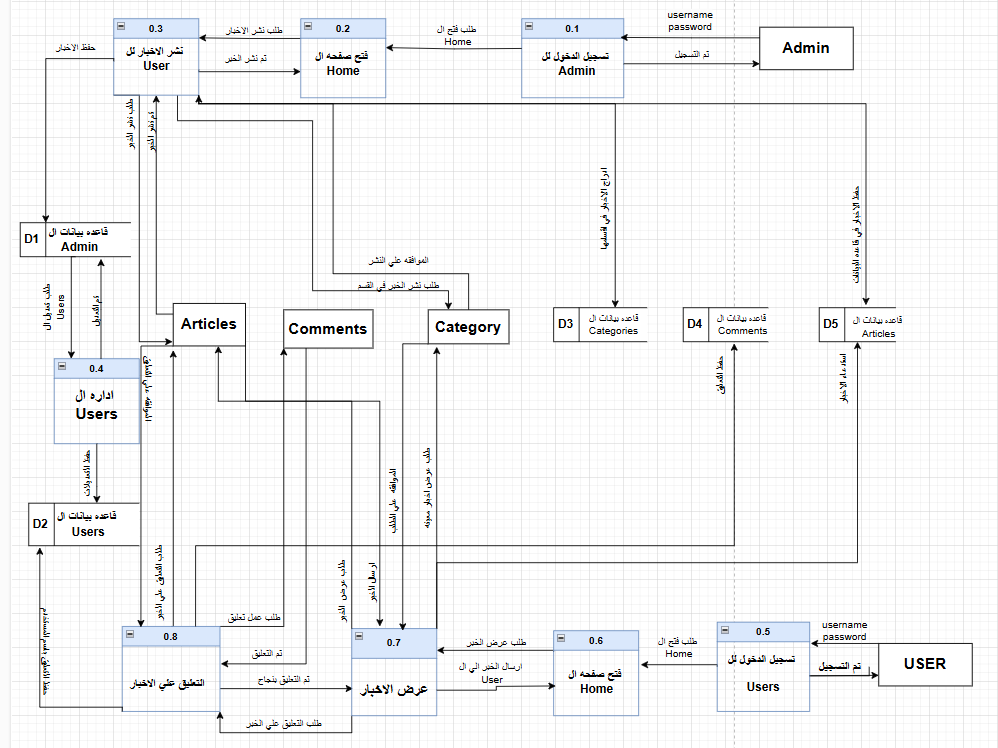 0.3
0.2
0.1
username
password
Admin
طلب نشر الاخبار
طلب فتح ال
Home
حفظ الاخبار
نشر الاخبار لل
User
فتح صفحه ال
Home
تسجيل الدخول لل
Admin
تم نشر الخبر
تم التسجيل
طلب نشر الخبر
تم نشر الخبر
ادراج الاخبار في اقسامها
حفظ الاخبار في قاعده البيانات
D1
قاعده بيانات ال
Admin
الموافقه علي النشر
طلب نشر الخبر في القسم
طلب تعديل ال
Users
تم التعديل
Articles
Comments
Category
D3
قاعده بيانات ال
Categories
D4
قاعده بيانات ال
Comments
D5
قاعده بيانات ال
Articles
0.4
اداره ال
Users
الموافقه علي التعليق
حفظ التعليق
استدعاء الاخبار
حفظ التعديلات
الموافقه علي الطلب
طلب عرض اخبار معينه
D2
قاعده بيانات ال
Users
طلب التعليق علي الخبر
طلب عرض الخبر
ارسال الخبر
طلب عمل تعليق
0.8
0.7
0.6
0.5
username
password
طلب عرض الخبر
طلب فتح ال
Home
تم التعليق
التعليق علي الاخبار
تم التعليق بنجاح
عرض الاخبار
ارسال الخبر الي ال
User
فتح صفحه ال
Home
تسجيل الدخول لل
Users
تم التسجيل
USER
طلب التعليق علي الخبر